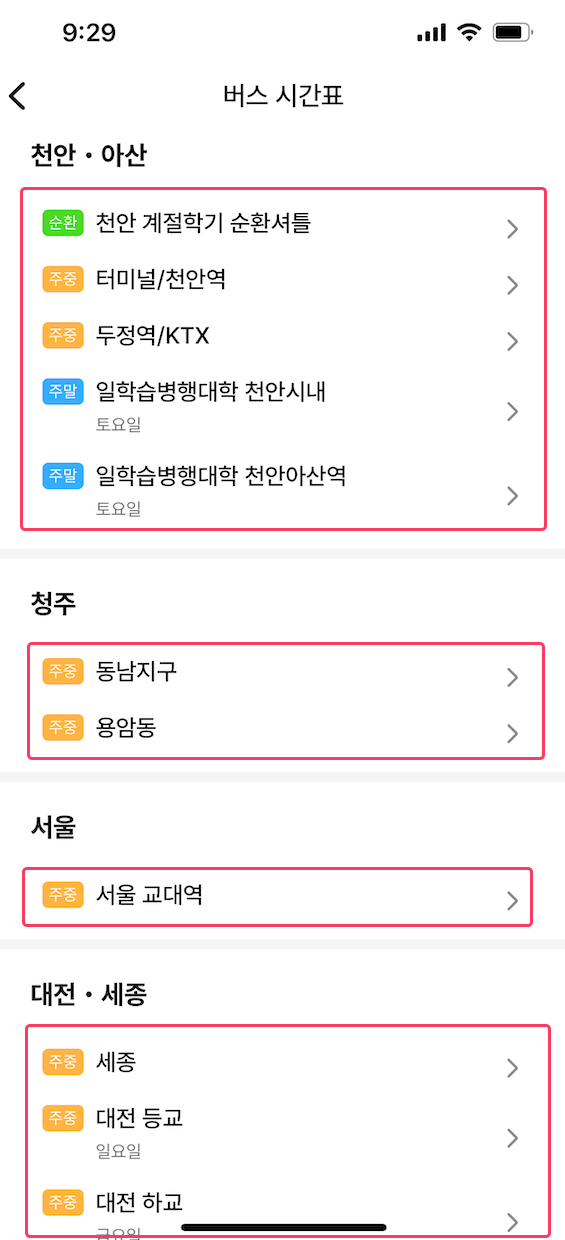 9:29
버스 시간표
천안 · 아산
순환 천안 계절학기 순환셔틀
주중 터미널/천안역
주중 두정역/KTX
주말 일학습병행대학 천안시내
토요일
주말 일학습병행대학 천안아산역
토요일
청주
주중 동남지구
주중 용암동
서울
주중 서울 교대역
대전 · 세종
주중 세종
주중 대전 등교
일요일
주중 대전 하교
금요일